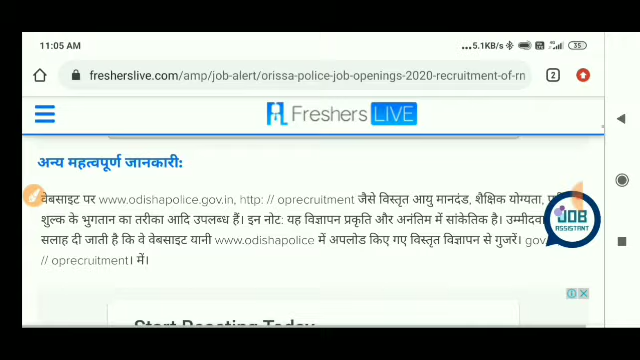 11:05 AM
...5.1KB/s
35
fresherslive.com/amp/job-alert/orissa-police-job-openings-2020-recruitment-of-rn
2
Freshers LIVE
अन्य महत्वपूर्ण जानकारी:
वेबसाइट पर www.odishapolice.gov.in, http: // oprecruitment जैसे विस्तृत आयु मानदंड, शैक्षिक योग्यता,
शुल्क के भुगतान का तरीका आदि उपलब्ध हैं। इन नोट: यह विज्ञापन प्रकृति और अनंतिम में सांकेतिक है।
सलाह दी जाती है कि वे वेबसाइट यानी www.odishapolice में अपलोड किए गए विस्तृत विज्ञापन से गुजरें। gov
// oprecruitment। में।
JOB
ASSISTANT
Start Boosting Today